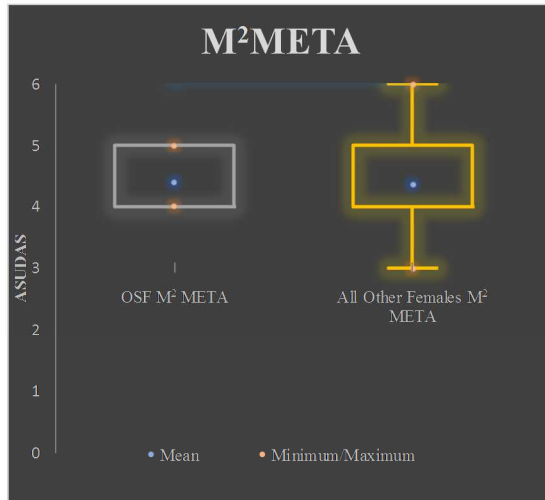 M²META
6
5
4
3
2
1
0
ASUDAS
OSF M² META
All Other Females M²
META
Mean
Minimum/Maximum